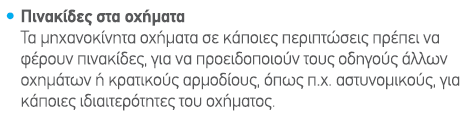 • Πινακίδες στα οχήματα
Τα μηχανοκίνητα οχήματα σε κάποιες περιπτώσεις πρέπει να
φέρουν πινακίδες, για να προειδοποιούν τους οδηγούς άλλων
οχημάτων ή κρατικούς αρμοδίους, όπως π.χ. αστυνομικούς, για
κάποιες ιδιαιτερότητες του οχήματος.